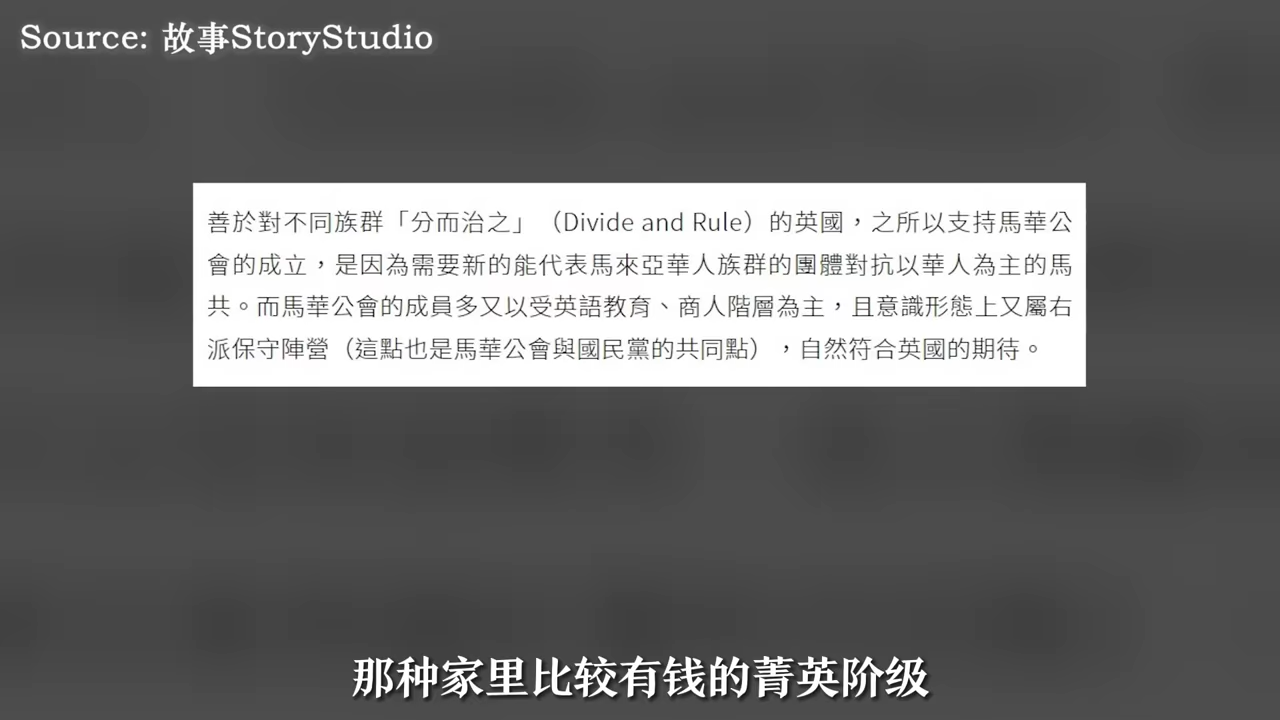 Source: 故事StoryStudio
善於對不同族群「分而治之」（Divide and Rule）的英國，之所以支持馬華公
會的成立，是因為需要新的能代表馬來亞華人族群的團體對抗以華人為主的馬
共。而馬華公會的成員多又以受英語教育、商人階層為主，且意識形態上又屬右
派保守陣營（這點也是馬華公會與國民黨的共同點），自然符合英國的期待。
那种家里比较有钱的菁英阶级